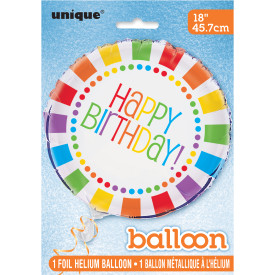 unique®
18"
45.7cm
HAPPY
BIRTHDAY!
balloon
1 FOIL HELIUM BALLOON • 1 BALLON MÉTALLIQUE À L'HÉLIUM